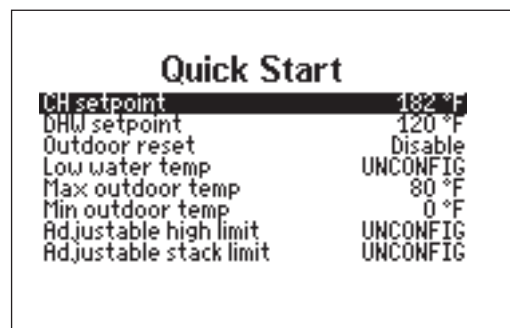 Quick Start
CH setpoint 182 °F
DHW setpoint 120 °F
Outdoor reset Disable
Low water temp UNCONFIG
Max outdoor temp 80 °F
Min outdoor temp 0 °F
Adjustable high limit UNCONFIG
Adjustable stack limit UNCONFIG